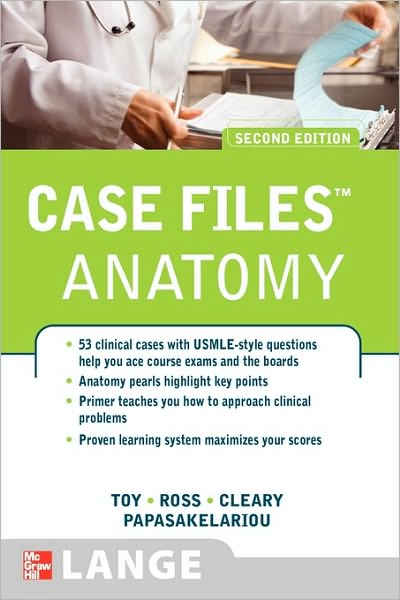 SECOND EDITION
CASE FILES™
ANATOMY
• 53 clinical cases with USMLE-style questions
help you ace course exams and the boards
• Anatomy pearls highlight key points
• Primer teaches you how to approach clinical
problems
• Proven learning system maximizes your scores
TOY • ROSS • CLEARY
PAPASAKELARIOU
Mc
Graw
Hill
LANGE